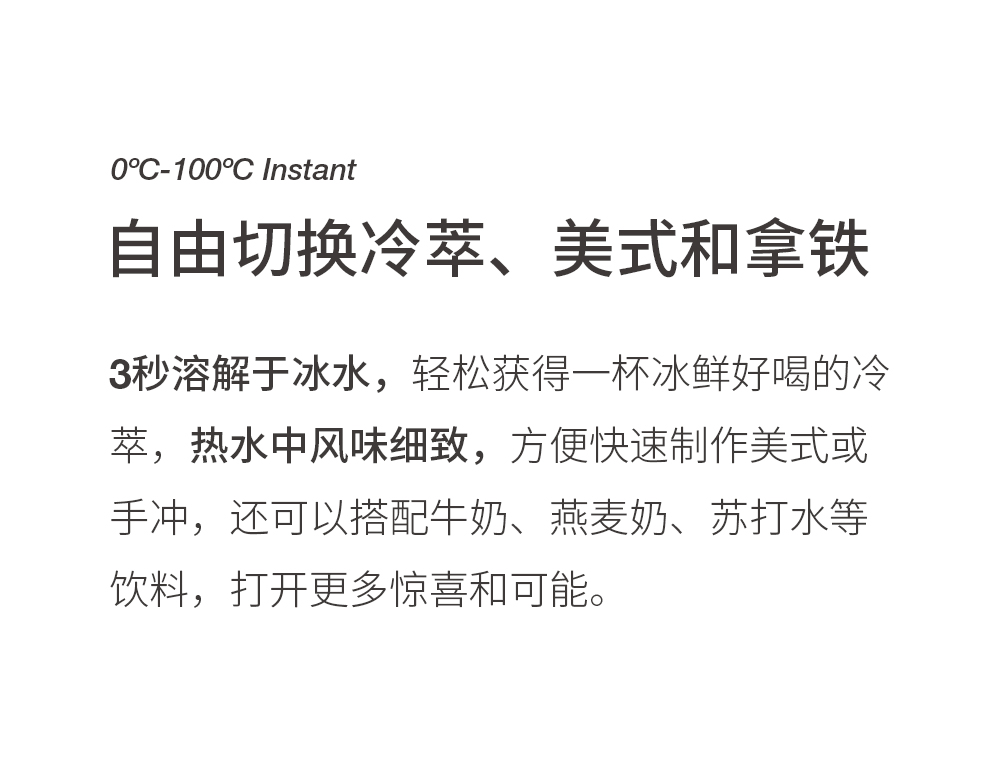 0ºC-100ºC Instant
自由切换冷萃、美式和拿铁
3秒溶解于冰水，轻松获得一杯冰鲜好喝的冷
萃，热水中风味细致，方便快速制作美式或
手冲，还可以搭配牛奶、燕麦奶、苏打水等
饮料，打开更多惊喜和可能。